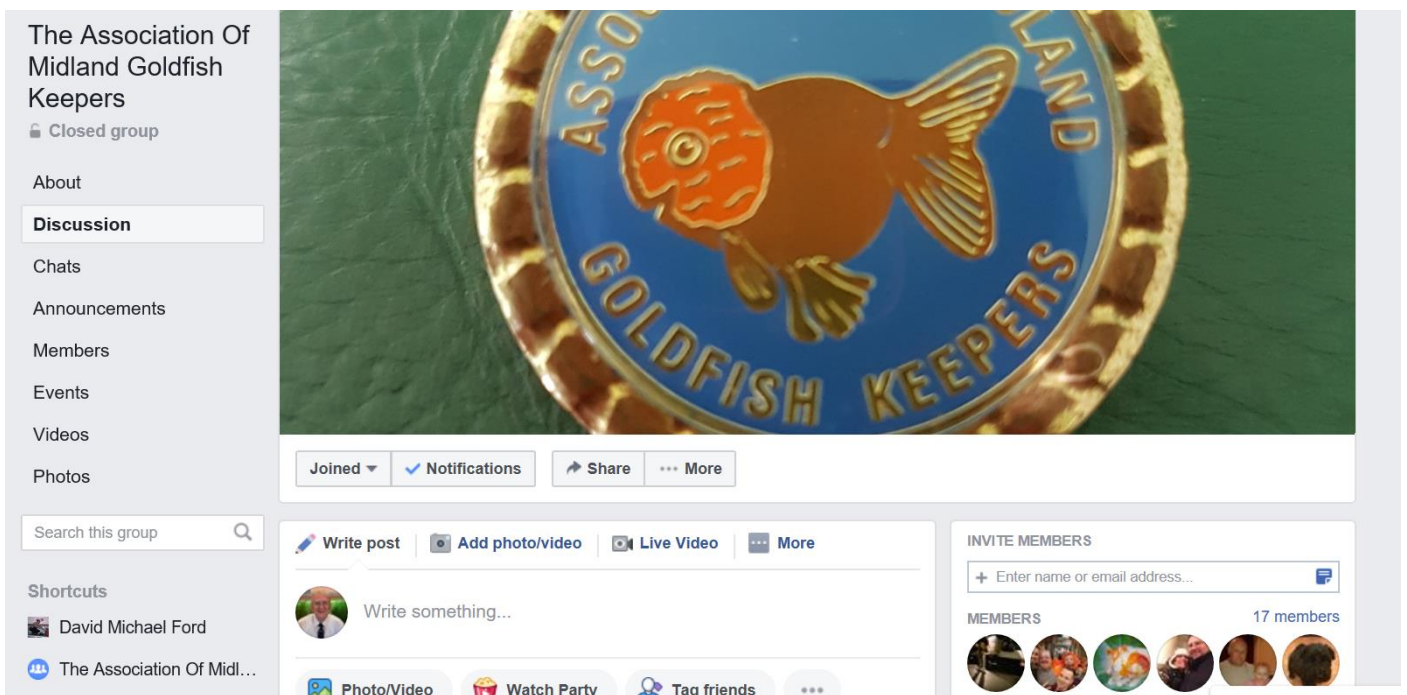 The Association Of
Midland Goldfish
Keepers
Closed group
About
Discussion
Chats
Announcements
Members
Events
Videos
Photos
Search this group
Shortcuts
David Michael Ford
The Association Of Midl...
LAND
GOLDFISH KEEPERS
Joined
Notifications
Share
More
Write post
Add photo/video
Live Video
More
Write something...
Photo/Video
Watch Party
Tag friends
INVITE MEMBERS
Enter name or email address...
MEMBERS
17 members